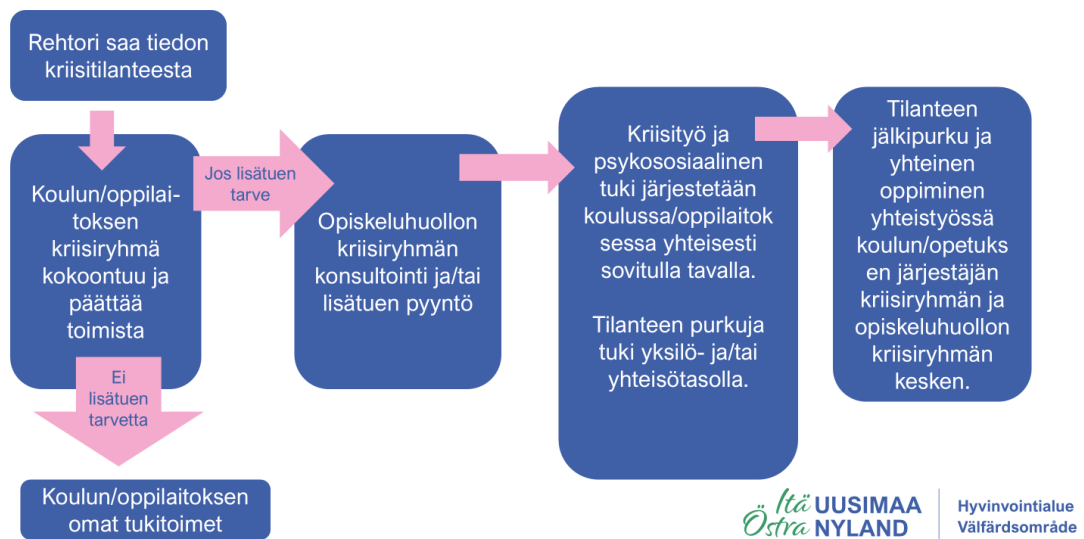 Rehtori saa tiedon
kriisitilanteesta
Koulun/oppilai-
toksen
kriisiryhmä
kokoontuu ja
päättää
toimista
Jos lisätuen
tarve
Ei
lisätuen
tarvetta
Koulun/oppilaitoksen
omat tukitoimet
Opiskeluhuollon
kriisiryhmän
konsultointi ja/tai
lisätuen pyyntö
Kriisityö ja
psykososiaalinen
tuki järjestetään
koulussa/oppilaitok
sessa yhteisesti
sovitulla tavalla.
Tilanteen purkuja
tuki yksilö- ja/tai
yhteisötasolla.
Tilanteen
jälkipurku ja
yhteinen
oppiminen
yhteistyössä
koulun/opetuks
en järjestäjän
kriisiryhmän ja
opiskeluhuollon
kriisiryhmän
kesken.
Itä UUSIMAA
Östra NYLAND
Hyvinvointialue
Välfärdsområde